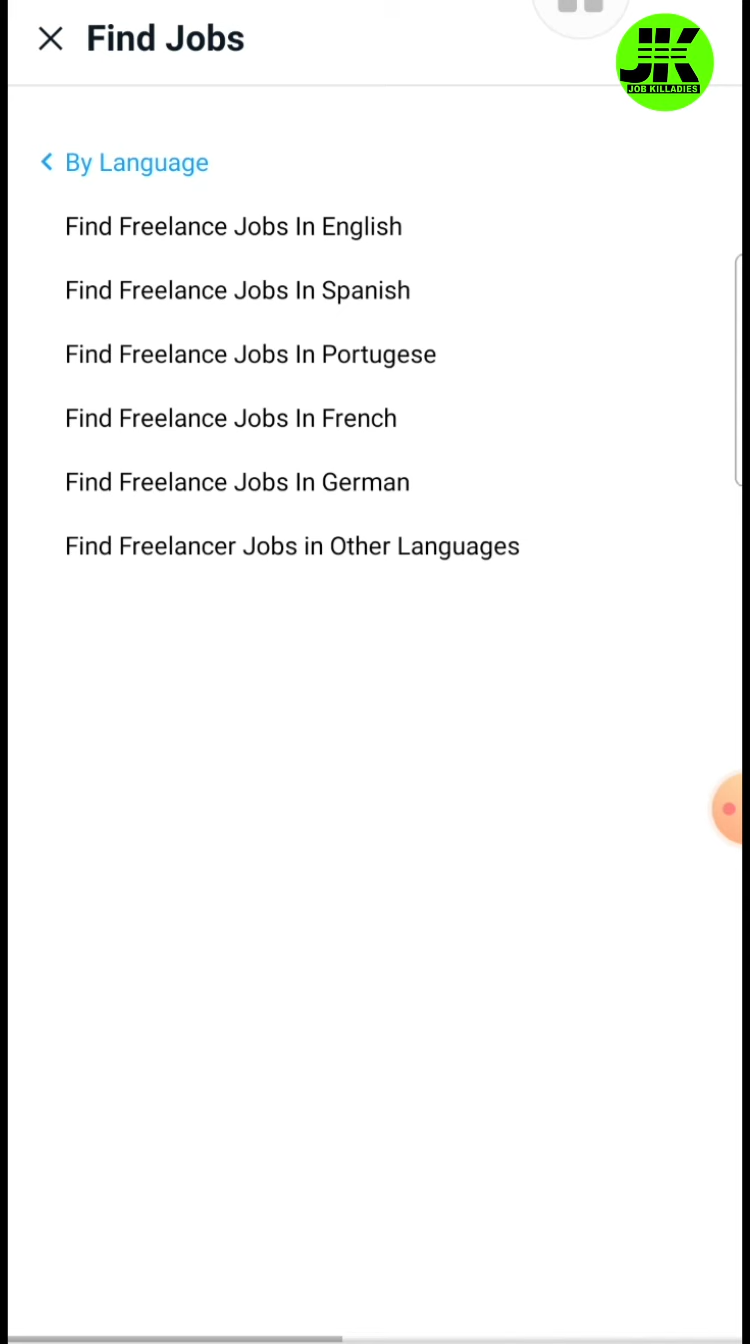 Find Jobs
JK
JOB KILLADIES
By Language
Find Freelance Jobs In English
Find Freelance Jobs In Spanish
Find Freelance Jobs In Portugese
Find Freelance Jobs In French
Find Freelance Jobs In German
Find Freelancer Jobs in Other Languages